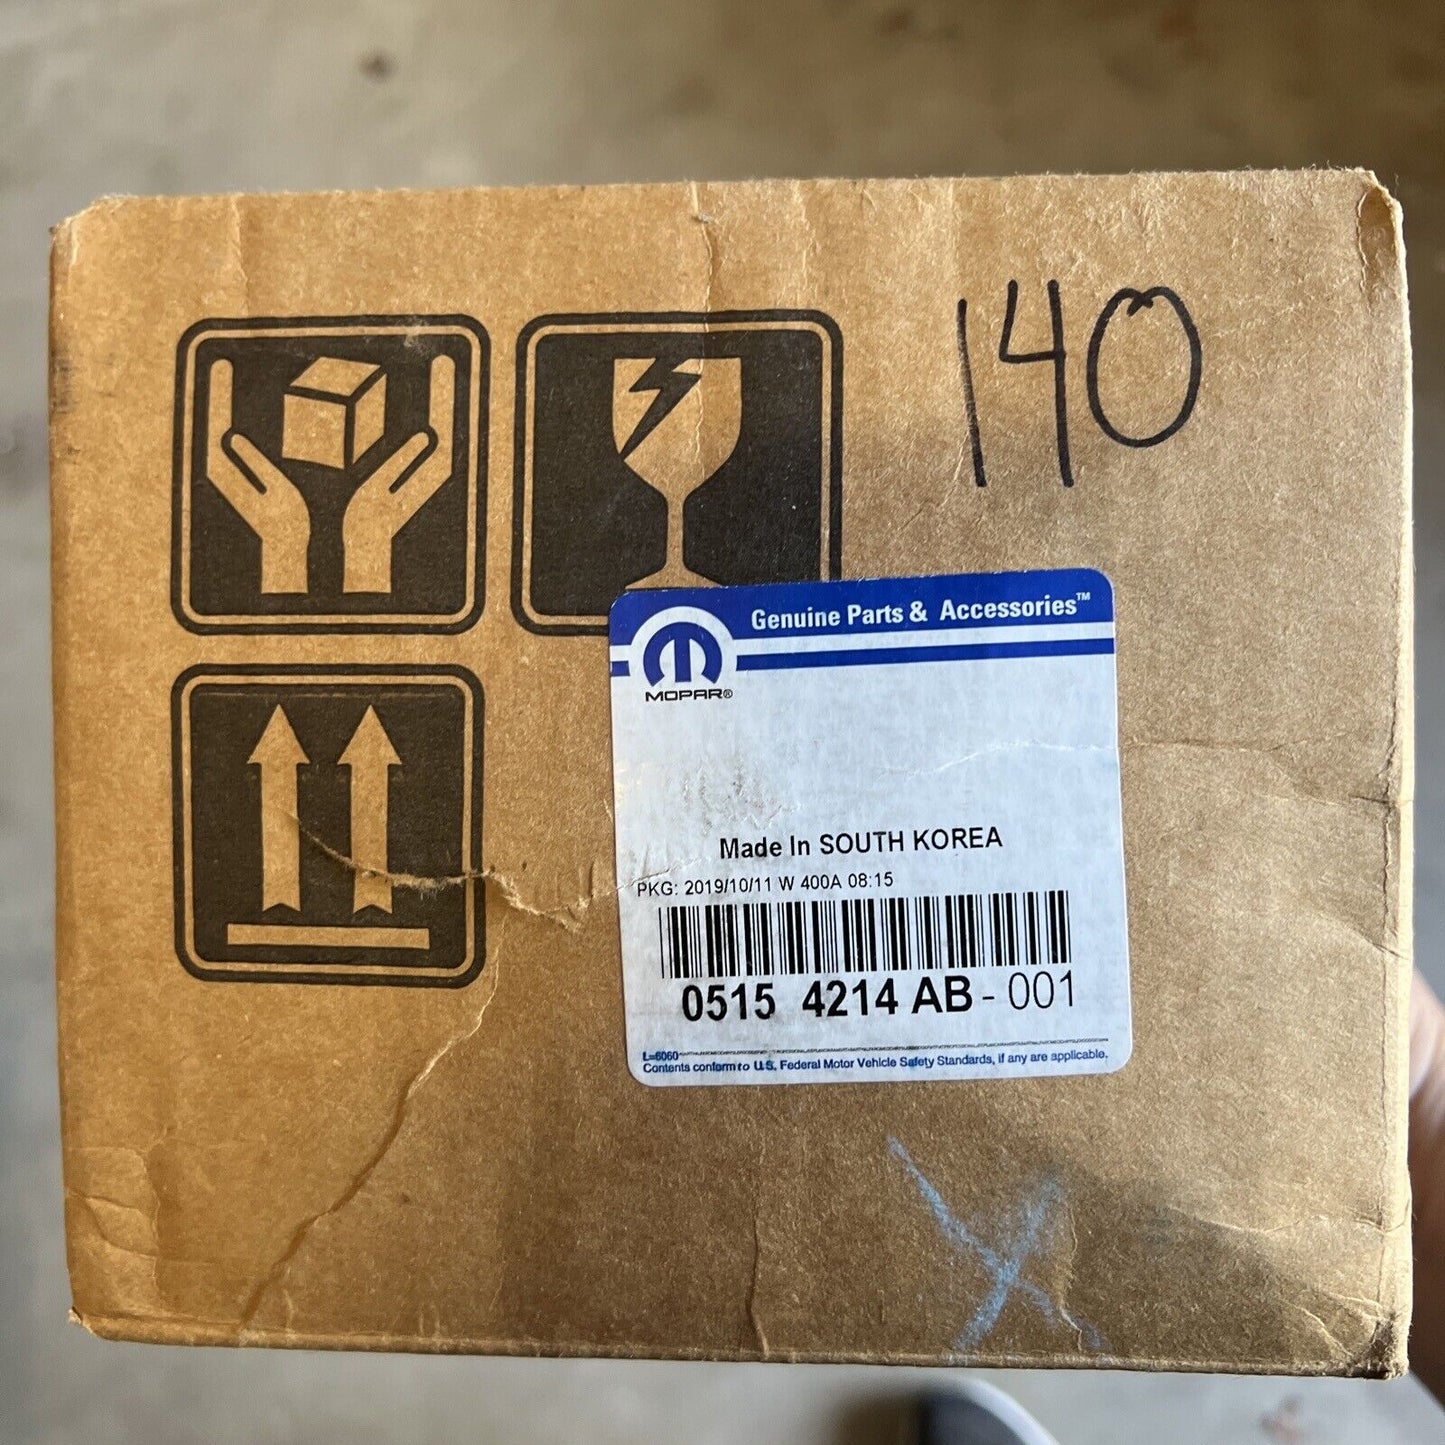 140
Genuine Parts & Accessories™
MOPAR®
Made In SOUTH KOREA
PKG: 2019/10/11 W 400A 08:15
0515 4214 AB - 001
L=6060
Contents conform to U.S. Federal Motor Vehicle Safety Standards, if any are applicable.